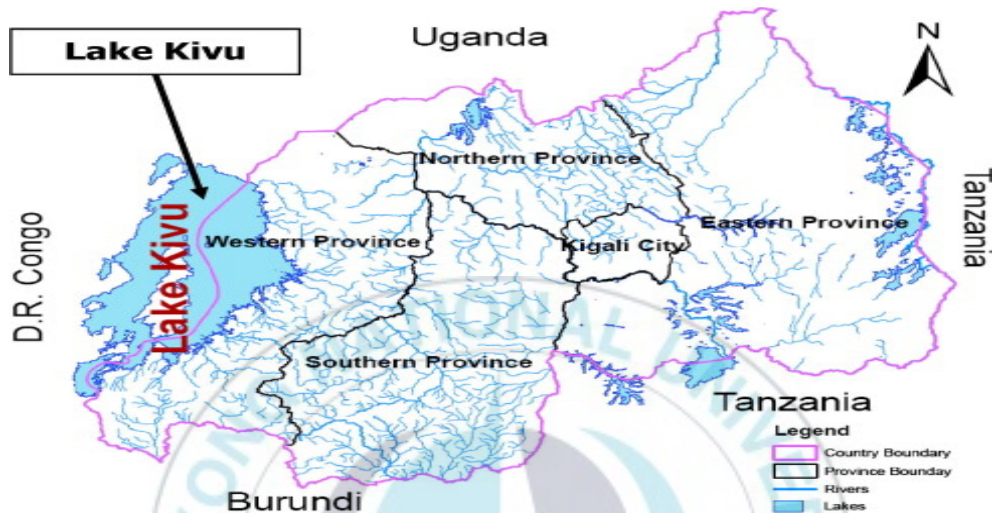 Lake Kivu
Uganda
N
Northern Province
Tanzania
D.R. Congo
Lake Kivu
Western Province
Kigali City
Eastern Province
Southern Province
Tanzania
Legend
Country Boundary
Province Bounday
Rivers
Lakes
Burundi
NATIONAL